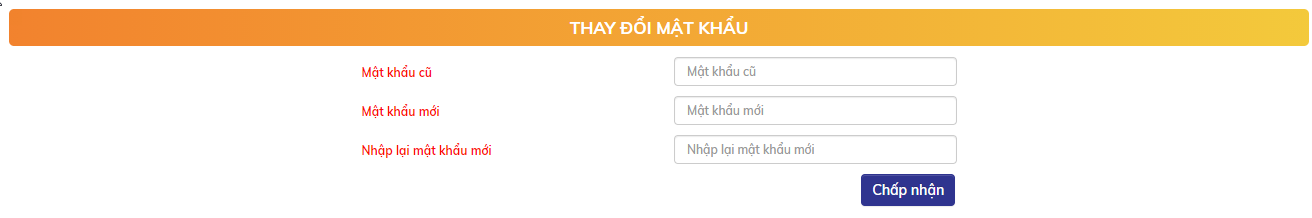 THAY ĐỔI MẬT KHẨU
Mật khẩu cũ Mật khẩu cũ
Mật khẩu mới Mật khẩu mới
Nhập lại mật khẩu mới Nhập lại mật khẩu mới
Chấp nhận